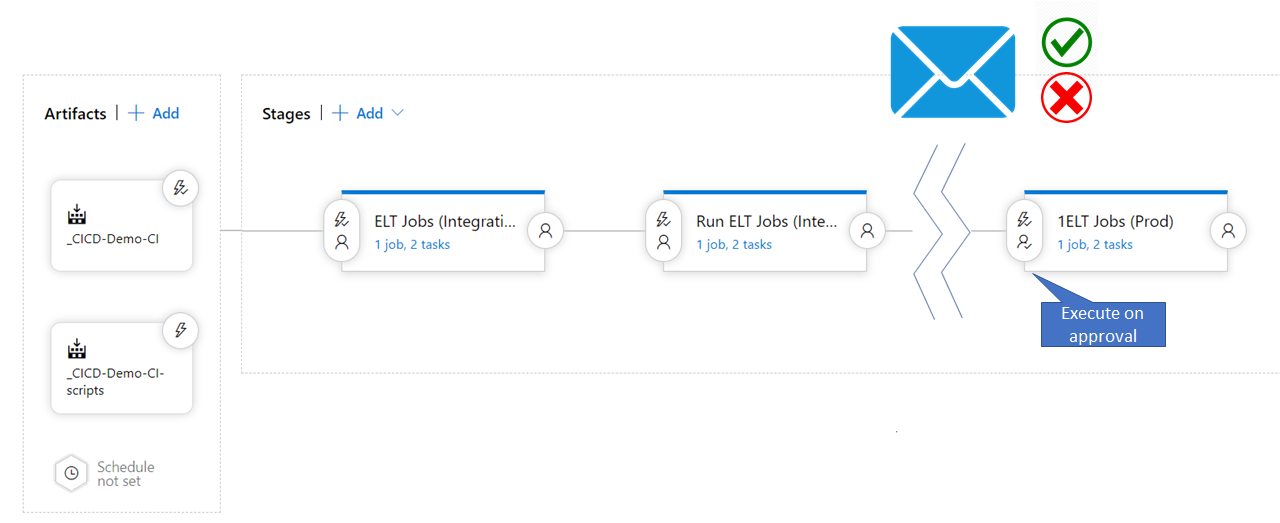 Artifacts | + Add
_CICD-Demo-CI
_CICD-Demo-CI-
scripts
Schedule
not set
Stages | + Add
ELT Jobs (Integrati...
1 job, 2 tasks
Run ELT Jobs (Inte...
1 job, 2 tasks
1ELT Jobs (Prod)
1 job, 2 tasks
Execute on
approval